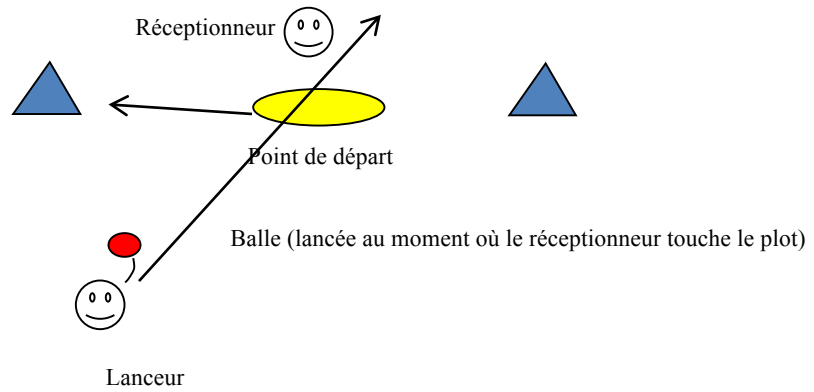 Réceptionneur
Point de départ
Balle (lancée au moment où le réceptionneur touche le plot)
Lanceur